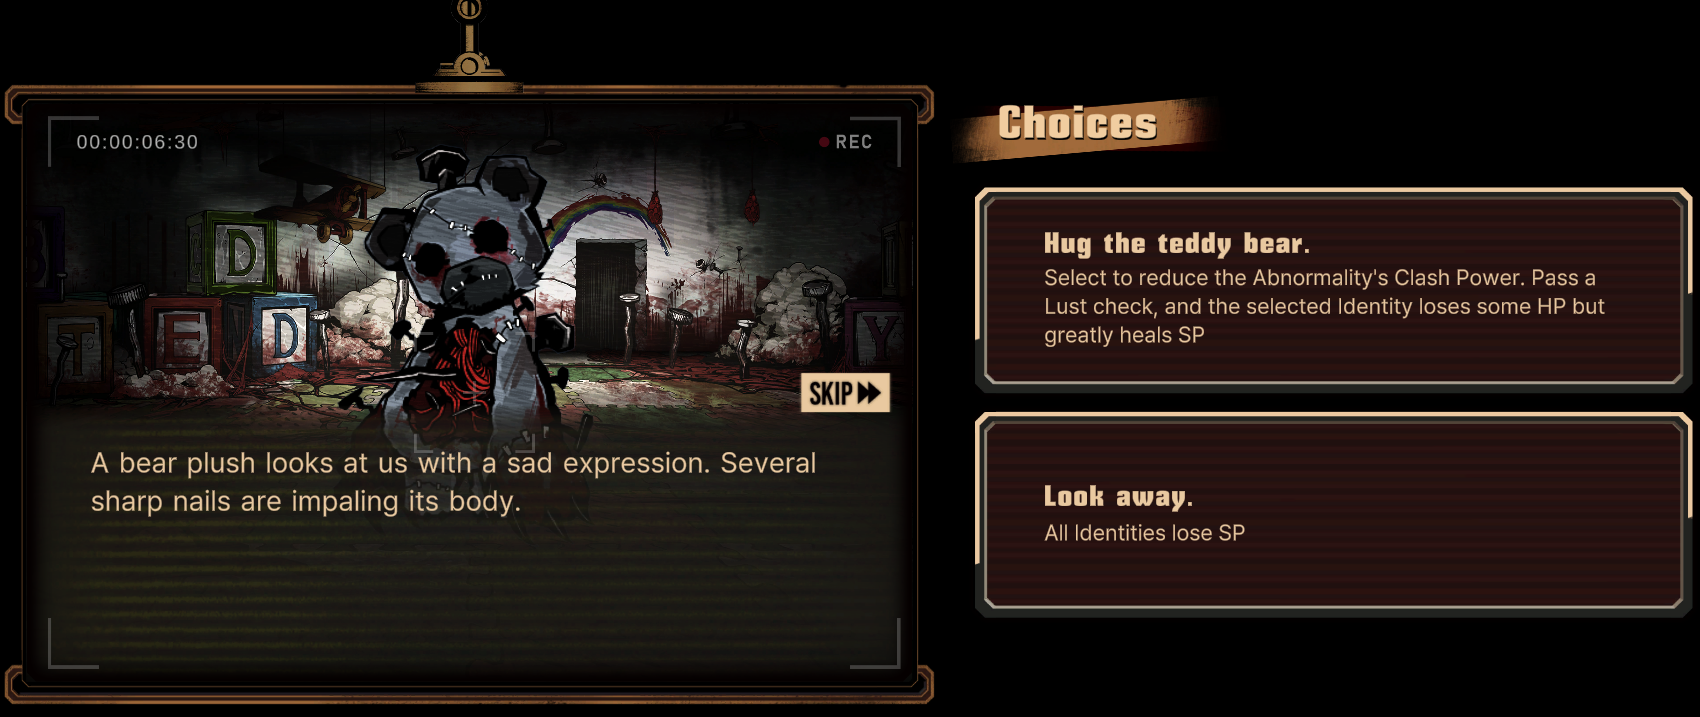 00:00:06:30
REC
D
T
E
D
Y
SKIP
A bear plush looks at us with a sad expression. Several
sharp nails are impaling its body.
Choices
Hug the teddy bear.
Select to reduce the Abnormality's Clash Power. Pass a
Lust check, and the selected Identity loses some HP but
greatly heals SP
Look away.
All Identities lose SP